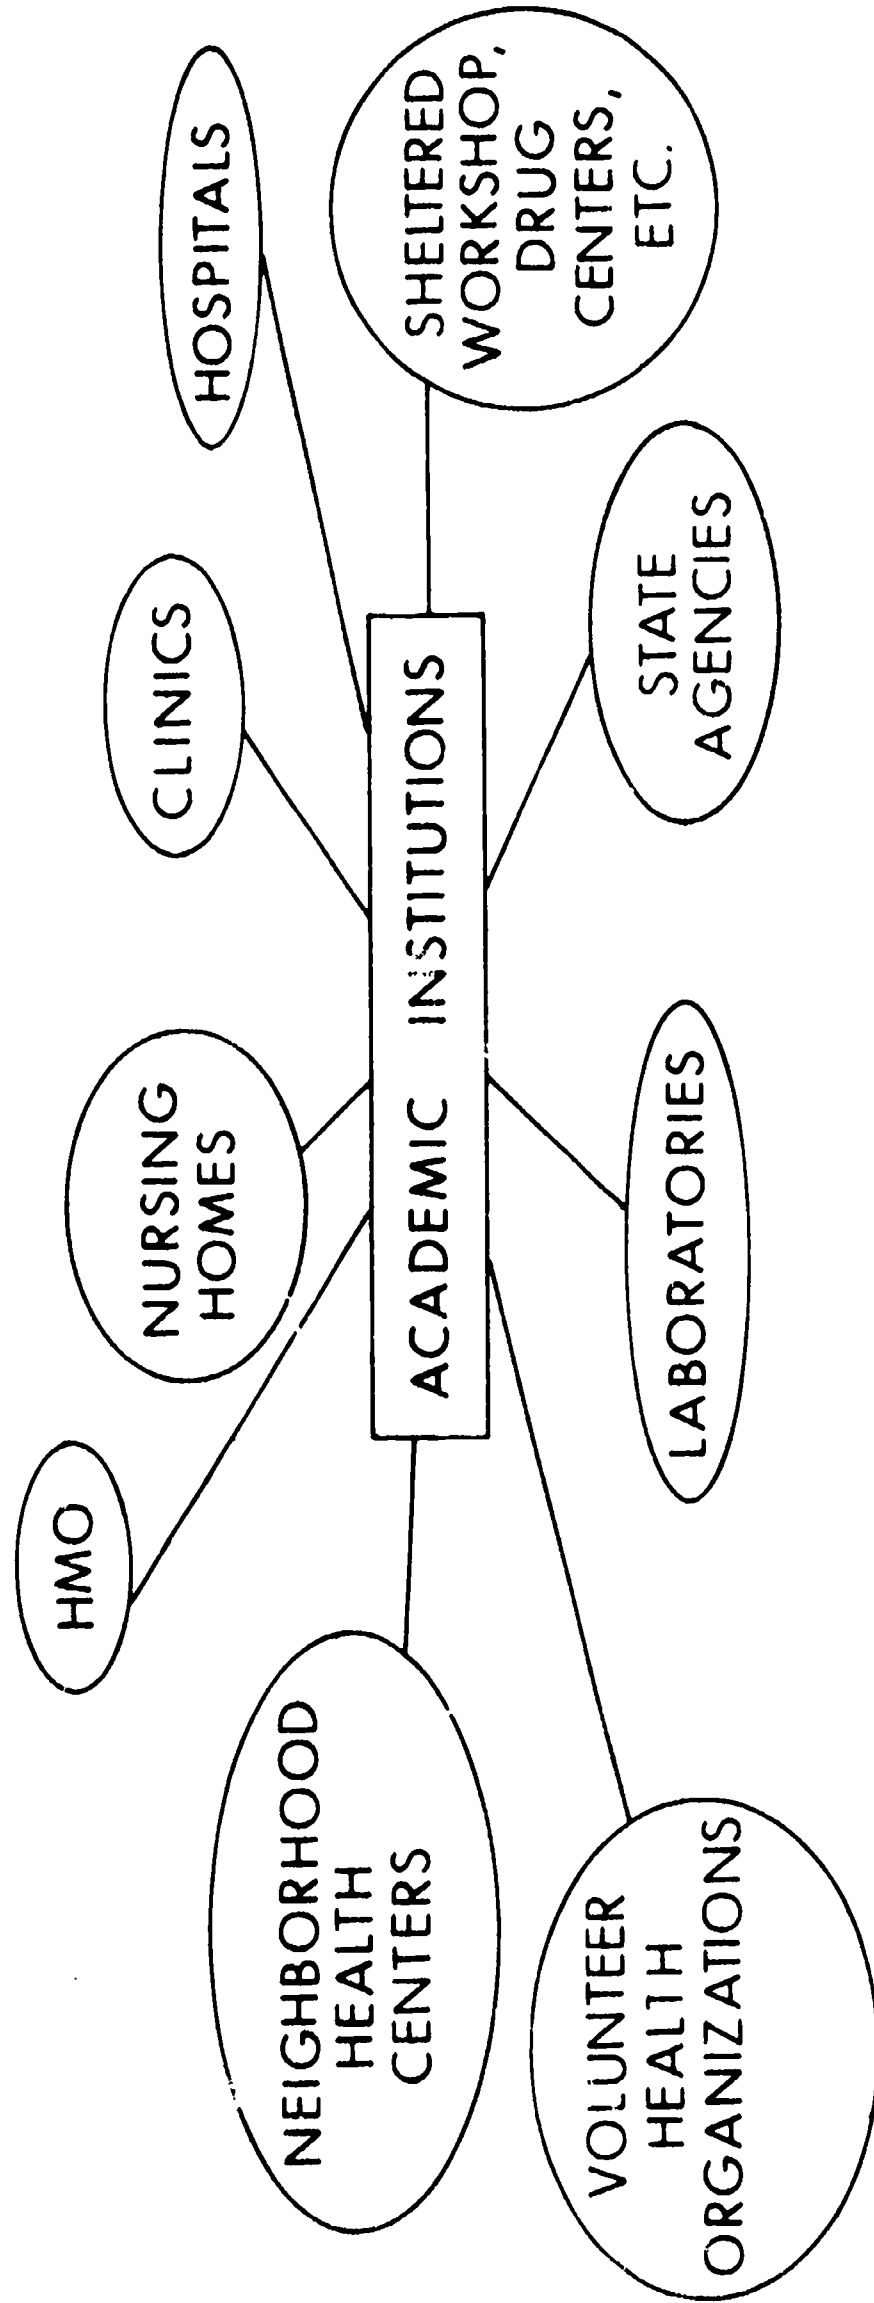 HMO
NURSING
HOMES
CLINICS
HOSPITALS
NEIGHBORHOOD
HEALTH
CENTERS
ACADEMIC INSTITUTIONS
SHELTERED
WORKSHOP,
DRUG
CENTERS,
ETC.
VOLUNTEER
HEALTH
ORGANIZATIONS
LABORATORIES
STATE
AGENCIES